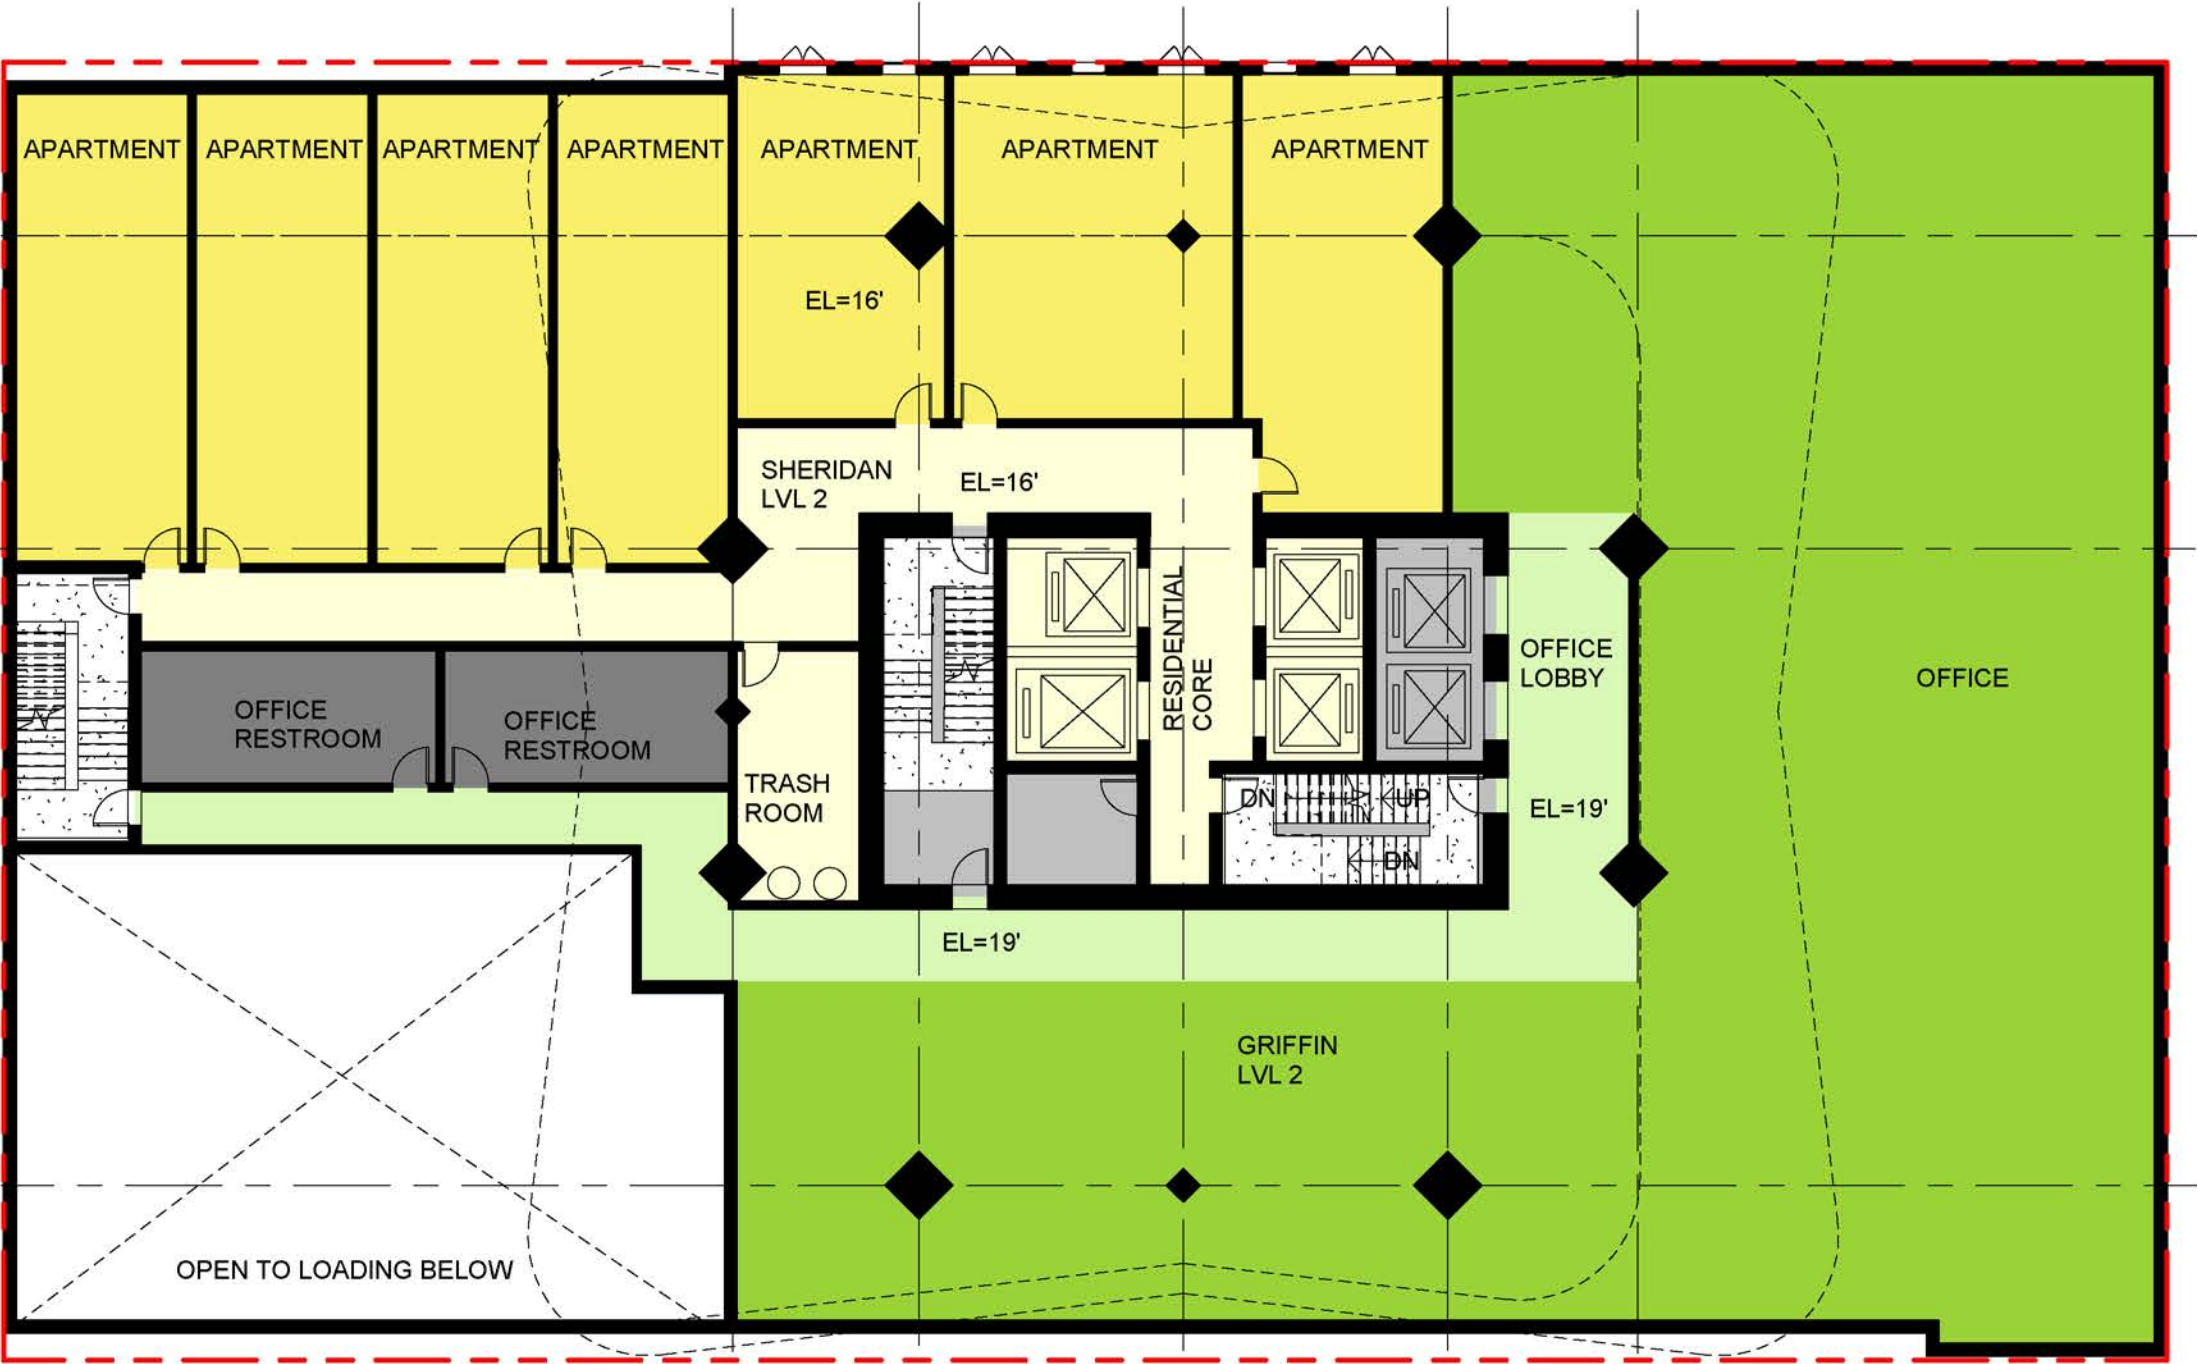 APARTMENT
APARTMENT
APARTMENT
APARTMENT
APARTMENT
APARTMENT
APARTMENT
EL=16'
SHERIDAN
LVL 2
EL=16'
RESIDENTIAL
CORE
OFFICE
LOBBY
OFFICE
OFFICE
RESTROOM
OFFICE
RESTROOM
TRASH
ROOM
DN
UP
EL=19'
DN
EL=19'
GRIFFIN
LVL 2
OPEN TO LOADING BELOW